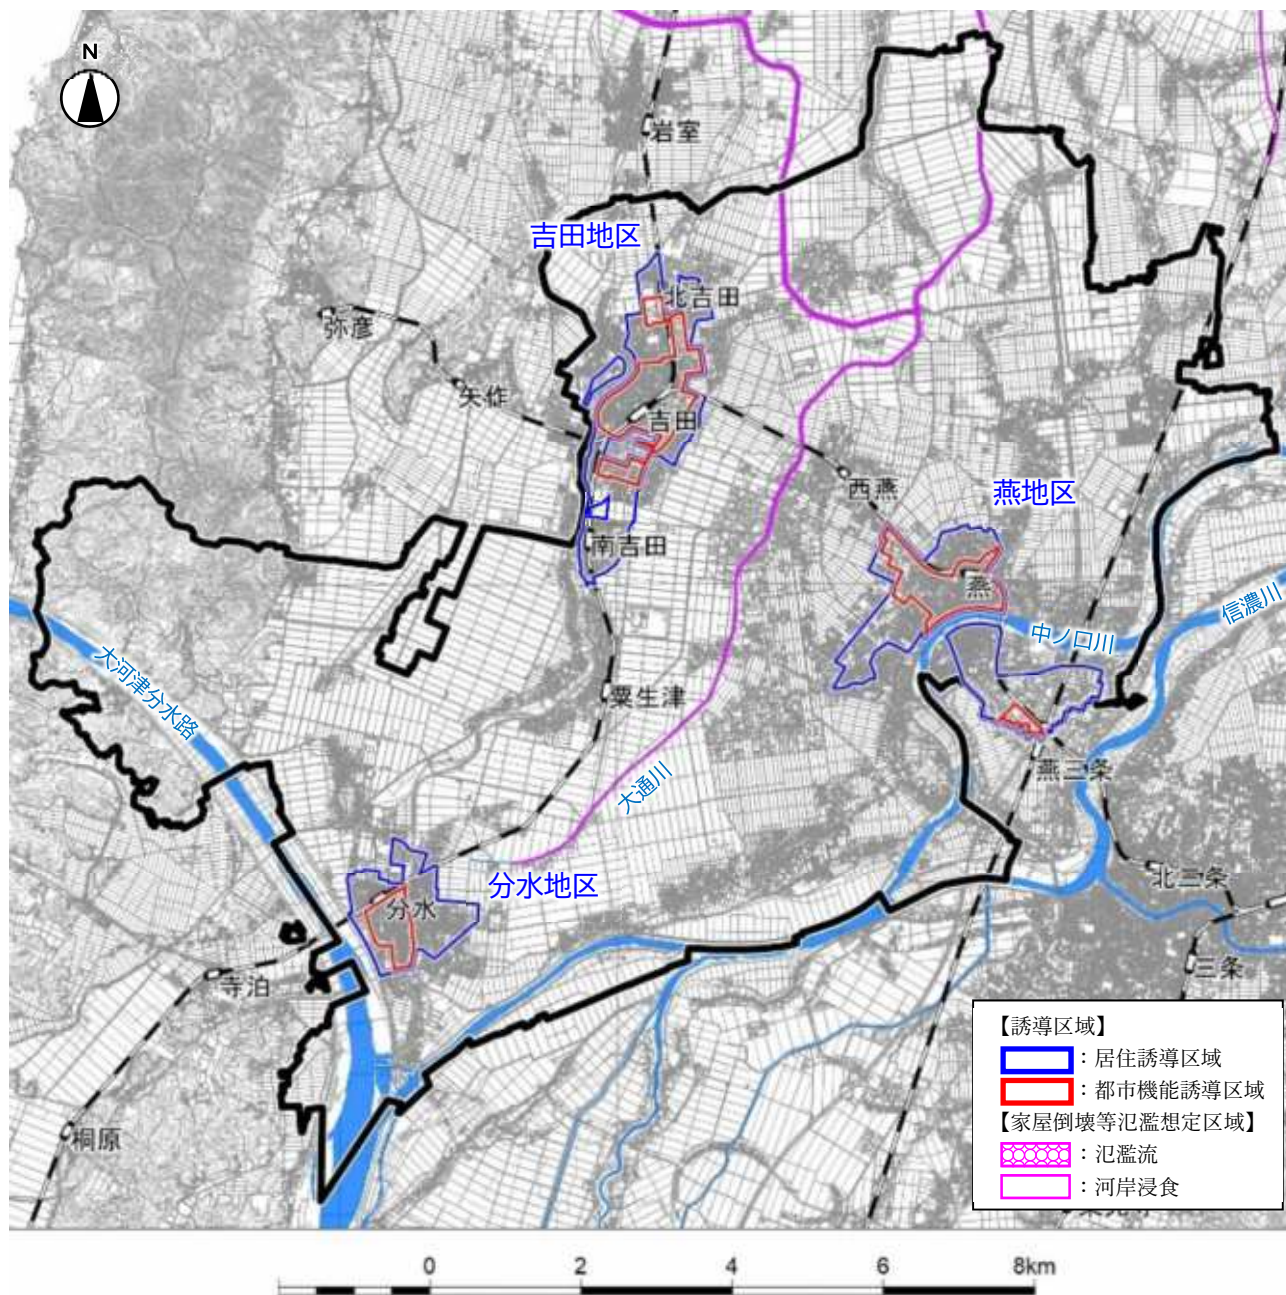 N
岩室
吉田地区
北吉田
弥彦
矢作
吉田
西燕
燕地区
南吉田
燕
信濃川
中ノ口川
大河津分水路
粟生津
燕三条
大通川
北三条
分水地区
分水
三条
寺泊
桐原
【誘導区域】
：居住誘導区域
：都市機能誘導区域
【家屋倒壊等氾濫想定区域】
：氾濫流
：河岸浸食
0 2 4 6 8km